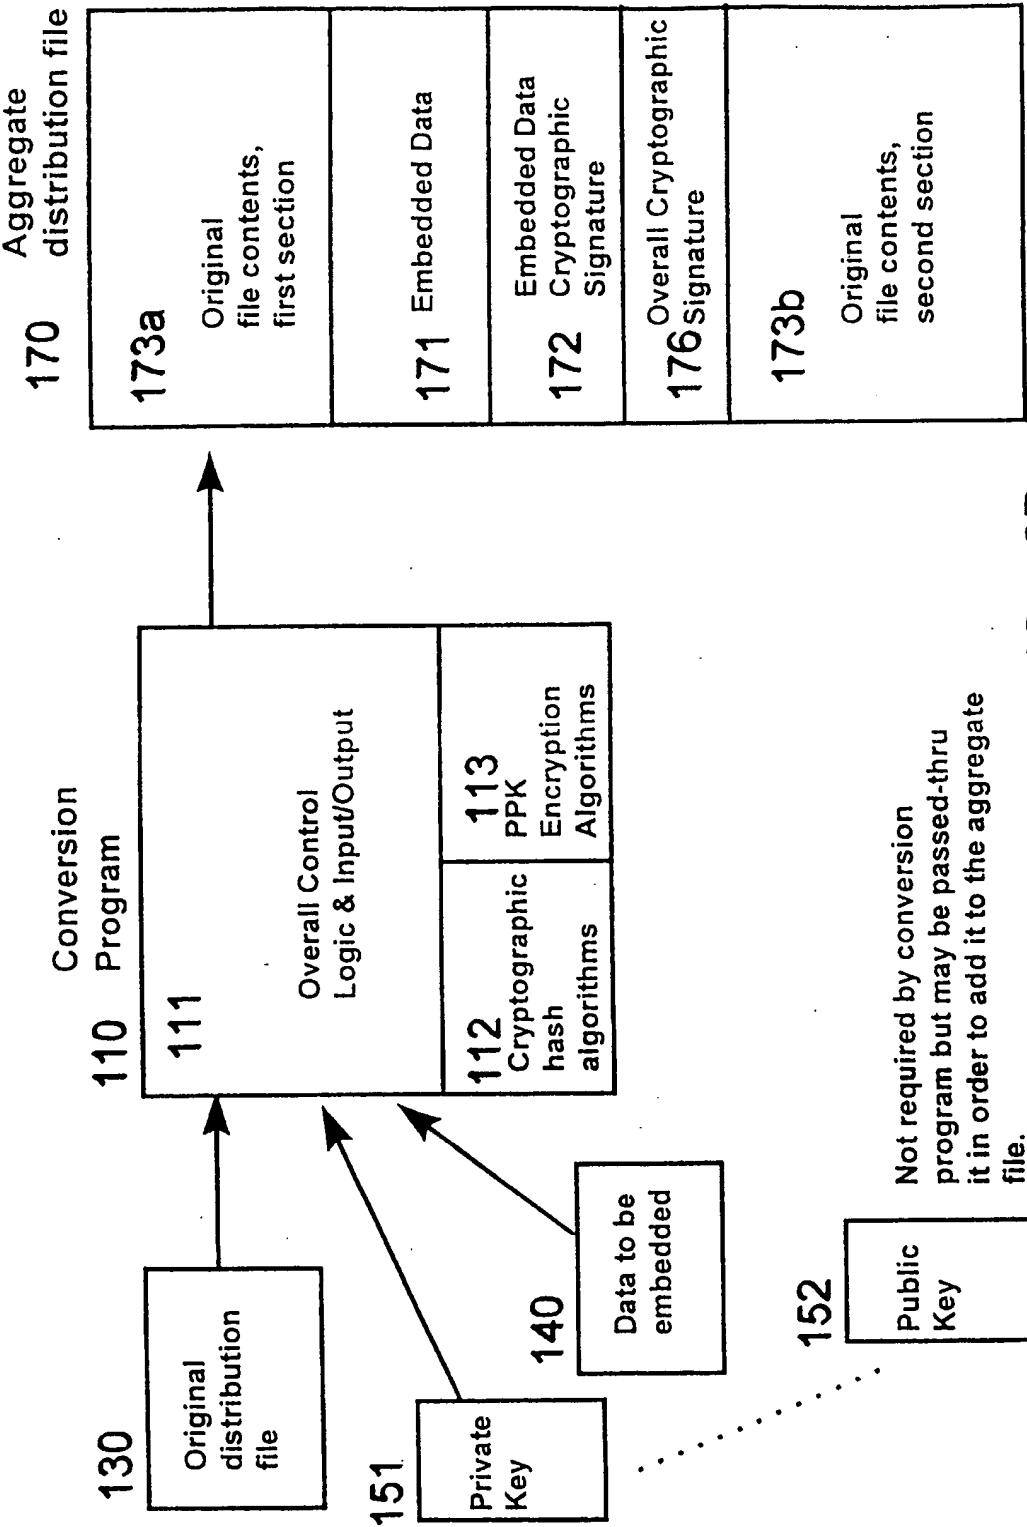 130
Original
distribution
file
151
Private
Key
140
Data to be
embedded
152
Public
Key
Not required by conversion
program but may be passed-thru
it in order to add it to the aggregate
file.
Conversion
110 Program
111
Overall Control
Logic & Input/Output
112
Cryptographic
hash
algorithms
113
PPK
Encryption
Algorithms
Aggregate
170 distribution file
173a
Original
file contents,
first section
171 Embedded Data
Embedded Data
Cryptographic
172 Signature
Overall Cryptographic
176 Signature
173b
Original
file contents,
second section